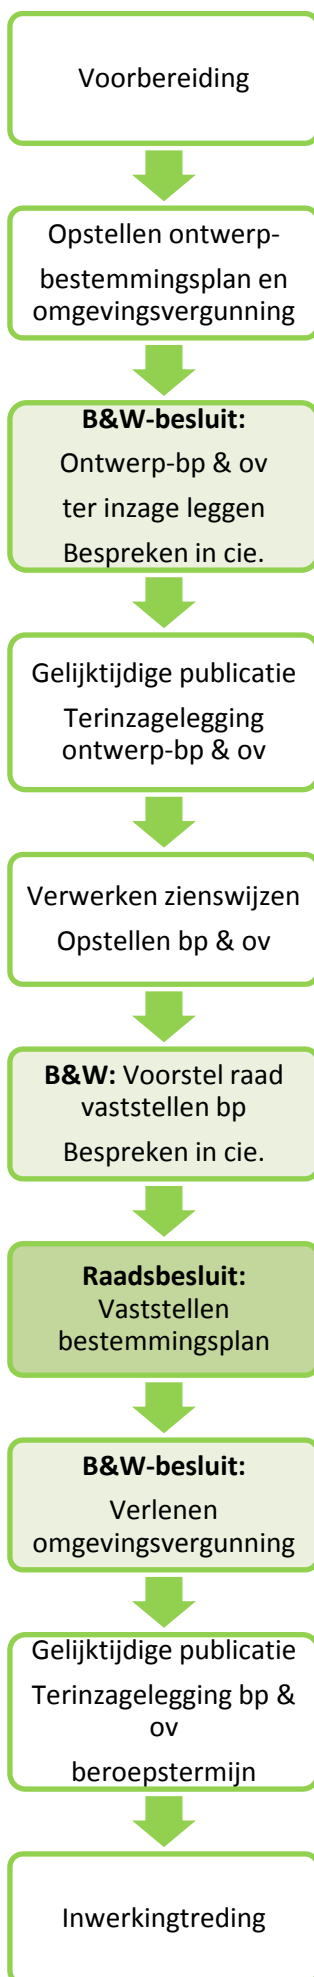 Voorbereiding
Opstellen ontwerp-
bestemmingsplan en
omgevingsvergunning
B&W-besluit:
Ontwerp-bp & ov
ter inzage leggen
Bespreken in cie.
Gelijktijdige publicatie
Terinzagelegging
ontwerp-bp & ov
Verwerken zienswijzen
Opstellen bp & ov
B&W: Voorstel raad
vaststellen bp
Bespreken in cie.
Raadsbesluit:
Vaststellen
bestemmingsplan
B&W-besluit:
Verlenen
omgevingsvergunning
Gelijktijdige publicatie
Terinzagelegging bp &
ov
beroepstermijn
Inwerkingtreding